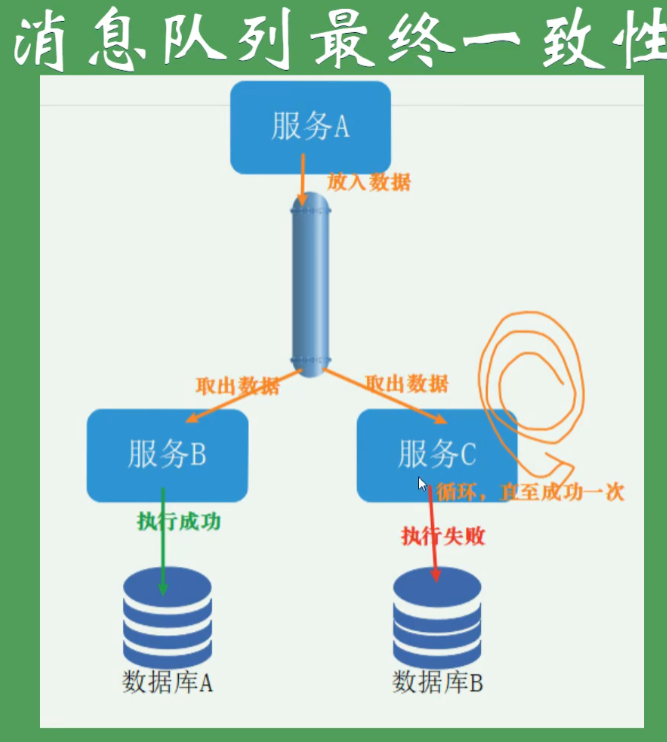 消息队列最终一致性
服务A
放入数据
取出数据
取出数据
服务B
服务C
循环，直至成功一次
执行成功
执行失败
数据库A
数据库B